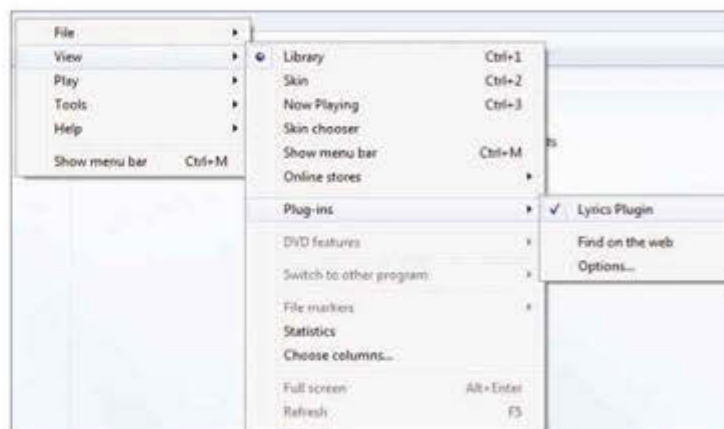 File
View
Play
Tools
Help
Show menu bar Ctrl+M
Library Ctrl+1
Skin Ctrl+2
Now Playing Ctrl+3
Skin chooser
Show menu bar Ctrl+M
Online stores
Plug-ins
DVD features
Switch to other program
File markers
Statistics
Choose columns...
Full screen Alt+Enter
Refresh F5
ts
Lyrics Plugin
Find on the web
Options...